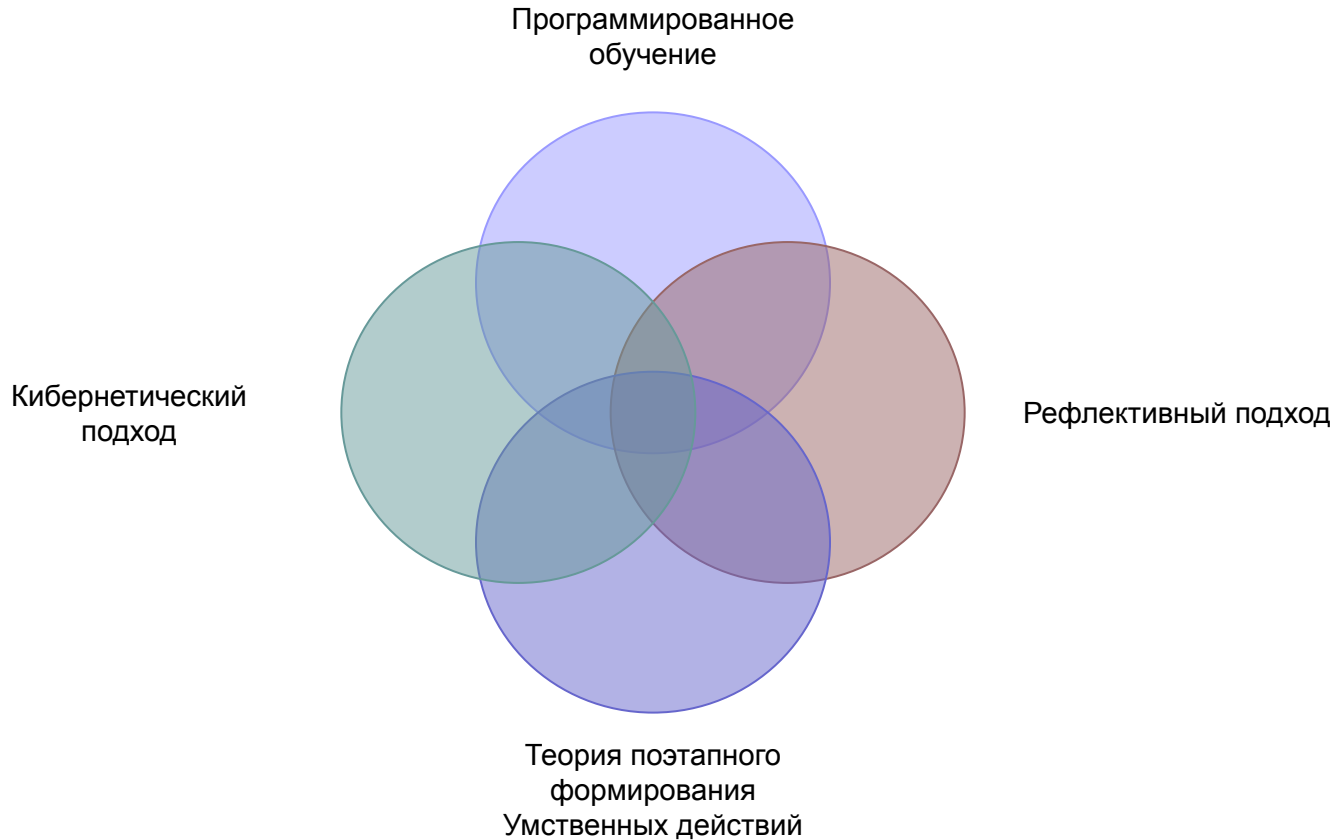 Программированное
обучение
Кибернетический
подход
Рефлективный подход
Теория поэтапного
формирования
Умственных действий